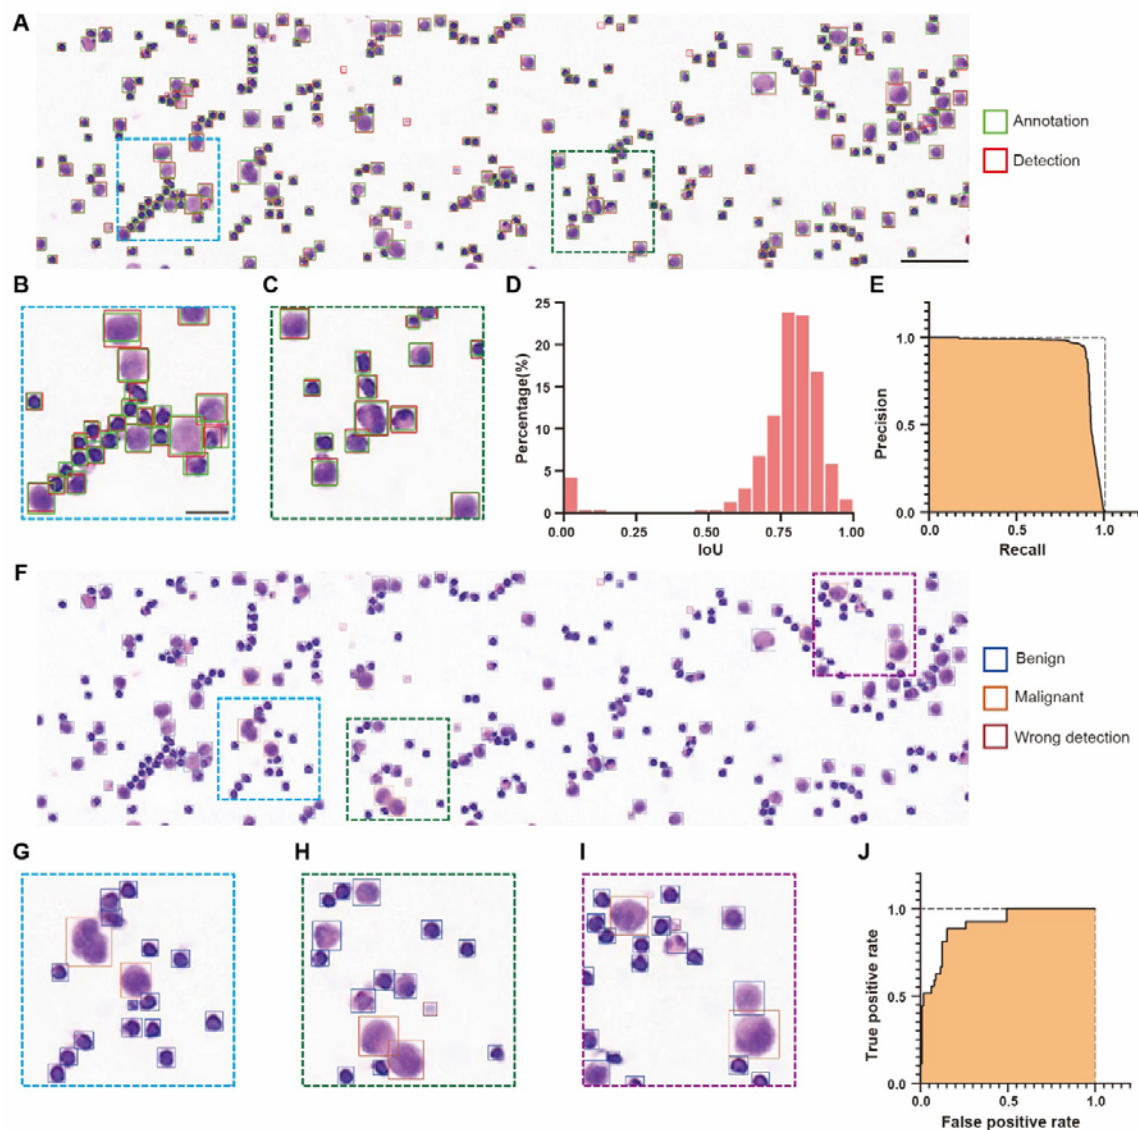 A
Annotation
Detection
B
C
D
E
25
20
15
10
5
0
Percentage(%)
0.00
0.25
0.50
0.75
1.00
IoU
1.0
0.5
0.0
Precision
0.0
0.5
1.0
Recall
F
Benign
Malignant
Wrong detection
G
H
I
J
1.0
0.5
0.0
True positive rate
0.0
0.5
1.0
False positive rate